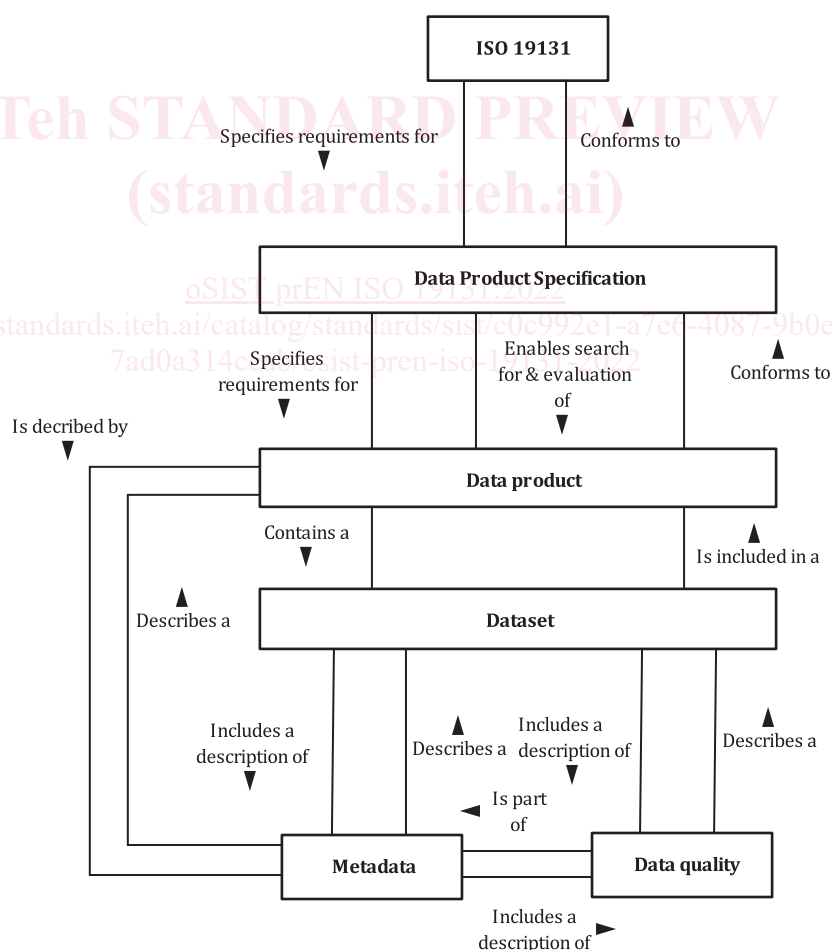 ISO 19131
iTeh STANDARD PREVIEW
Specifies requirements for
Conforms to
(standards.iteh.ai)
Data Product Specification
oSIST prEN ISO 19131:2022
standards.iteh.ai/catalog/standards/sist/c0c992e1-a7e6-4087-9b0e
Enables search
for & evaluation
of
Specifies
requirements for
Conforms to
Is decribed by
Data product
Contains a
Is included in a
Describes a
Dataset
Includes a
description of
Describes a
Includes a
description of
Describes a
Is part
of
Metadata
Data quality
Includes a
description of